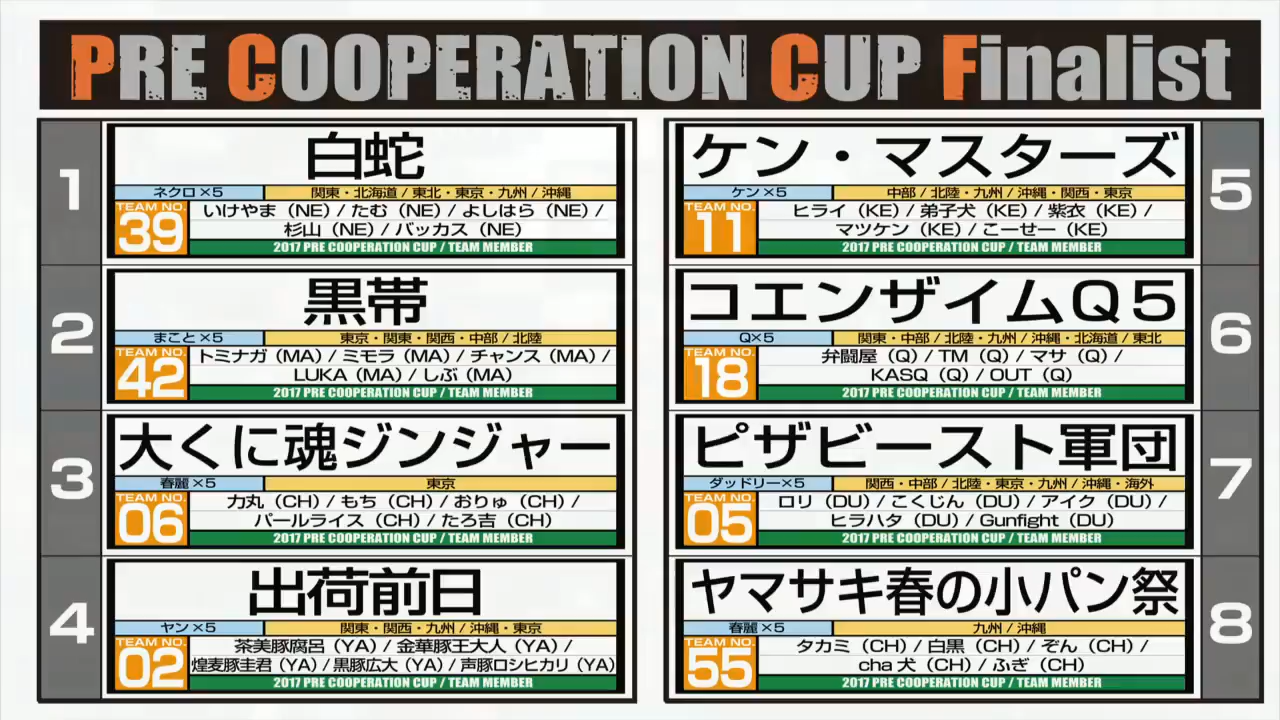 PRE COOPERATION CUP Finalist
1
白蛇
ネクロ×5
関東・北海道 / 東北・東京・九州 / 沖縄
TEAM NO.
39
いけやま（NE）/ たむ（NE）/ よしはら（NE）/
杉山（NE）/ バッカス（NE）
2017 PRE COOPERATION CUP / TEAM MEMBER
2
黒帯
まこと×5
東京・関東・関西・中部 / 北陸
TEAM NO.
42
トミナガ（MA）/ ミモラ（MA）/ チャンス（MA）/
LUKA（MA）/ しぶ（MA）
2017 PRE COOPERATION CUP / TEAM MEMBER
3
大くに魂ジンジャー
春麗×5
東京
TEAM NO.
06
力丸（CH）/ もち（CH）/ おりゅ（CH）/
パールライス（CH）/ たろ吉（CH）
2017 PRE COOPERATION CUP / TEAM MEMBER
4
出荷前日
ヤン×5
関東・関西・九州 / 沖縄・東京
TEAM NO.
02
茶美豚腐呂（YA）/ 金華豚王大人（YA）/
煌麦豚圭君（YA）/ 黒豚広大（YA）/ 声豚ロシヒカリ（YA）
2017 PRE COOPERATION CUP / TEAM MEMBER
5
ケン・マスターズ
ケン×5
中部 / 北陸・九州 / 沖縄・関西・東京
TEAM NO.
11
ヒライ（KE）/ 弟子犬（KE）/ 紫衣（KE）/
マツケン（KE）/ こーせー（KE）
2017 PRE COOPERATION CUP / TEAM MEMBER
6
コエンザイムQ5
Q×5
関東・中部 / 北陸・九州 / 沖縄・北海道 / 東北
TEAM NO.
18
弁闘屋（Q）/ TM（Q）/ マサ（Q）/
KASQ（Q）/ OUT（Q）
2017 PRE COOPERATION CUP / TEAM MEMBER
7
ピザビースト軍団
ダッドリー×5
関西・中部 / 北陸・東京・九州 / 沖縄・海外
TEAM NO.
05
ロリ（DU）/ こくじん（DU）/ アイク（DU）/
ヒラハタ（DU）/ Gunfight（DU）
2017 PRE COOPERATION CUP / TEAM MEMBER
8
ヤマサキ春の小パン祭
春麗×5
九州 / 沖縄
TEAM NO.
55
タカミ（CH）/ 白黒（CH）/ ぞん（CH）/
cha 犬（CH）/ ふぎ（CH）
2017 PRE COOPERATION CUP / TEAM MEMBER